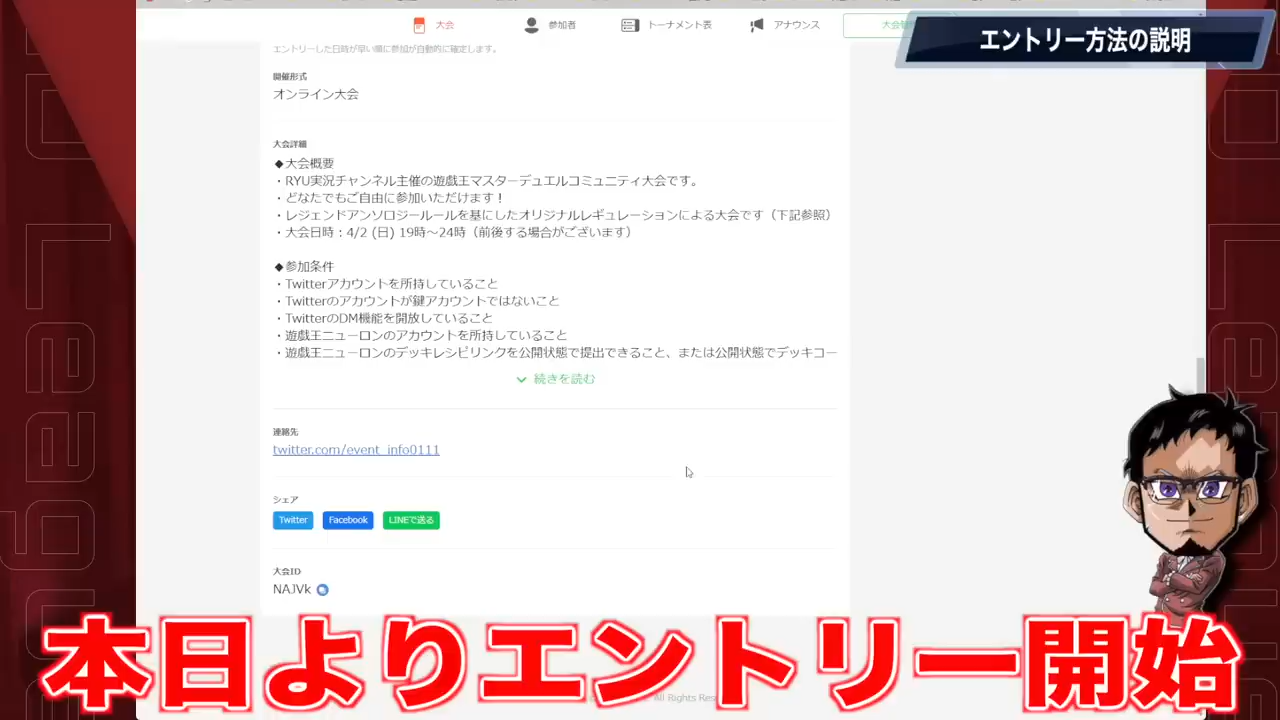 大会
参加者
トーナメント表
アナウンス
エントリー方法の説明
エントリーした日時が早い順に参加が自動的に確定します。
開催形式
オンライン大会
大会詳細
◆大会概要
・RYU実況チャンネル主催の遊戯王マスターデュエルコミュニティ大会です。
・どなたでもご自由に参加いただけます！
・レジェンドアンソロジールールを基にしたオリジナルレギュレーションによる大会です（下記参照）
・大会日時：4/2 (日) 19時～24時（前後する場合がございます）
◆参加条件
・Twitterアカウントを所持していること
・Twitterのアカウントが鍵アカウントではないこと
・TwitterのDM機能を開放していること
・遊戯王ニューロンのアカウントを所持していること
・遊戯王ニューロンのデッキレシピリンクを公開状態で提出できること、または公開状態でデッキコー
続きを読む
連絡先
twitter.com/event_info0111
シェア
Twitter
Facebook
LINEで送る
大会ID
NAJVk
本日よりエントリー開始
All Rights Res